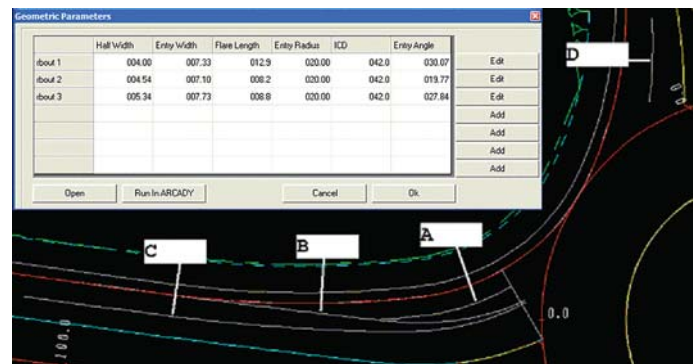 Geometric Parameters
Half Width Entry Width Flare Length Entry Radius ICD Entry Angle
rbout 1 004.00 007.33 012.9 020.00 042.0 030.07 Edit
rbout 2 004.54 007.10 008.2 020.00 042.0 019.77 Edit
rbout 3 005.34 007.73 008.8 020.00 042.0 027.84 Edit
Add
Add
Add
Add
Open Run In ARCADY Cancel Ok
D
A
B
C
0.0
100.0